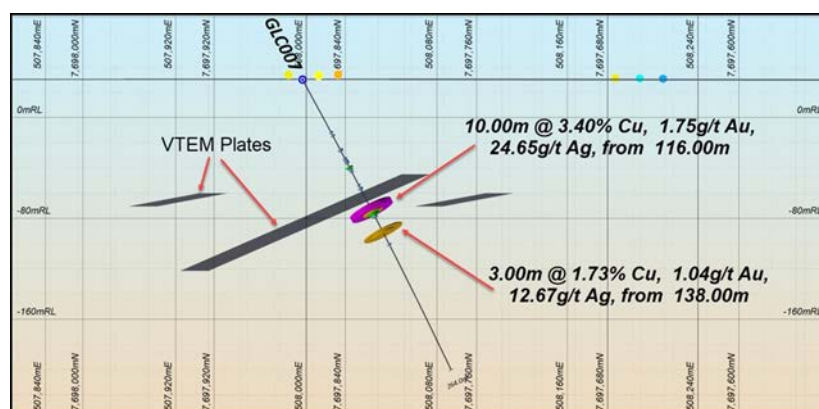 507,840mE
7,698,000mN
507,920mE
7,697,920mN
508,000mE
7,697,840mN
508,080mE
7,697,760mN
508,160mE
7,697,680mN
508,240mE
7,697,600mN
GLC001
0mRL
0mRL
10.00m @ 3.40% Cu, 1.75g/t Au,
24.65g/t Ag, from 116.00m
VTEM Plates
-80mRL
-80mRL
3.00m @ 1.73% Cu, 1.04g/t Au,
12.67g/t Ag, from 138.00m
-160mRL
-160mRL
507,840mE
7,698,000mN
507,920mE
7,697,920mN
508,000mE
7,697,840mN
508,080mE
7,697,760mN
508,160mE
7,697,680mN
508,240mE
7,697,600mN